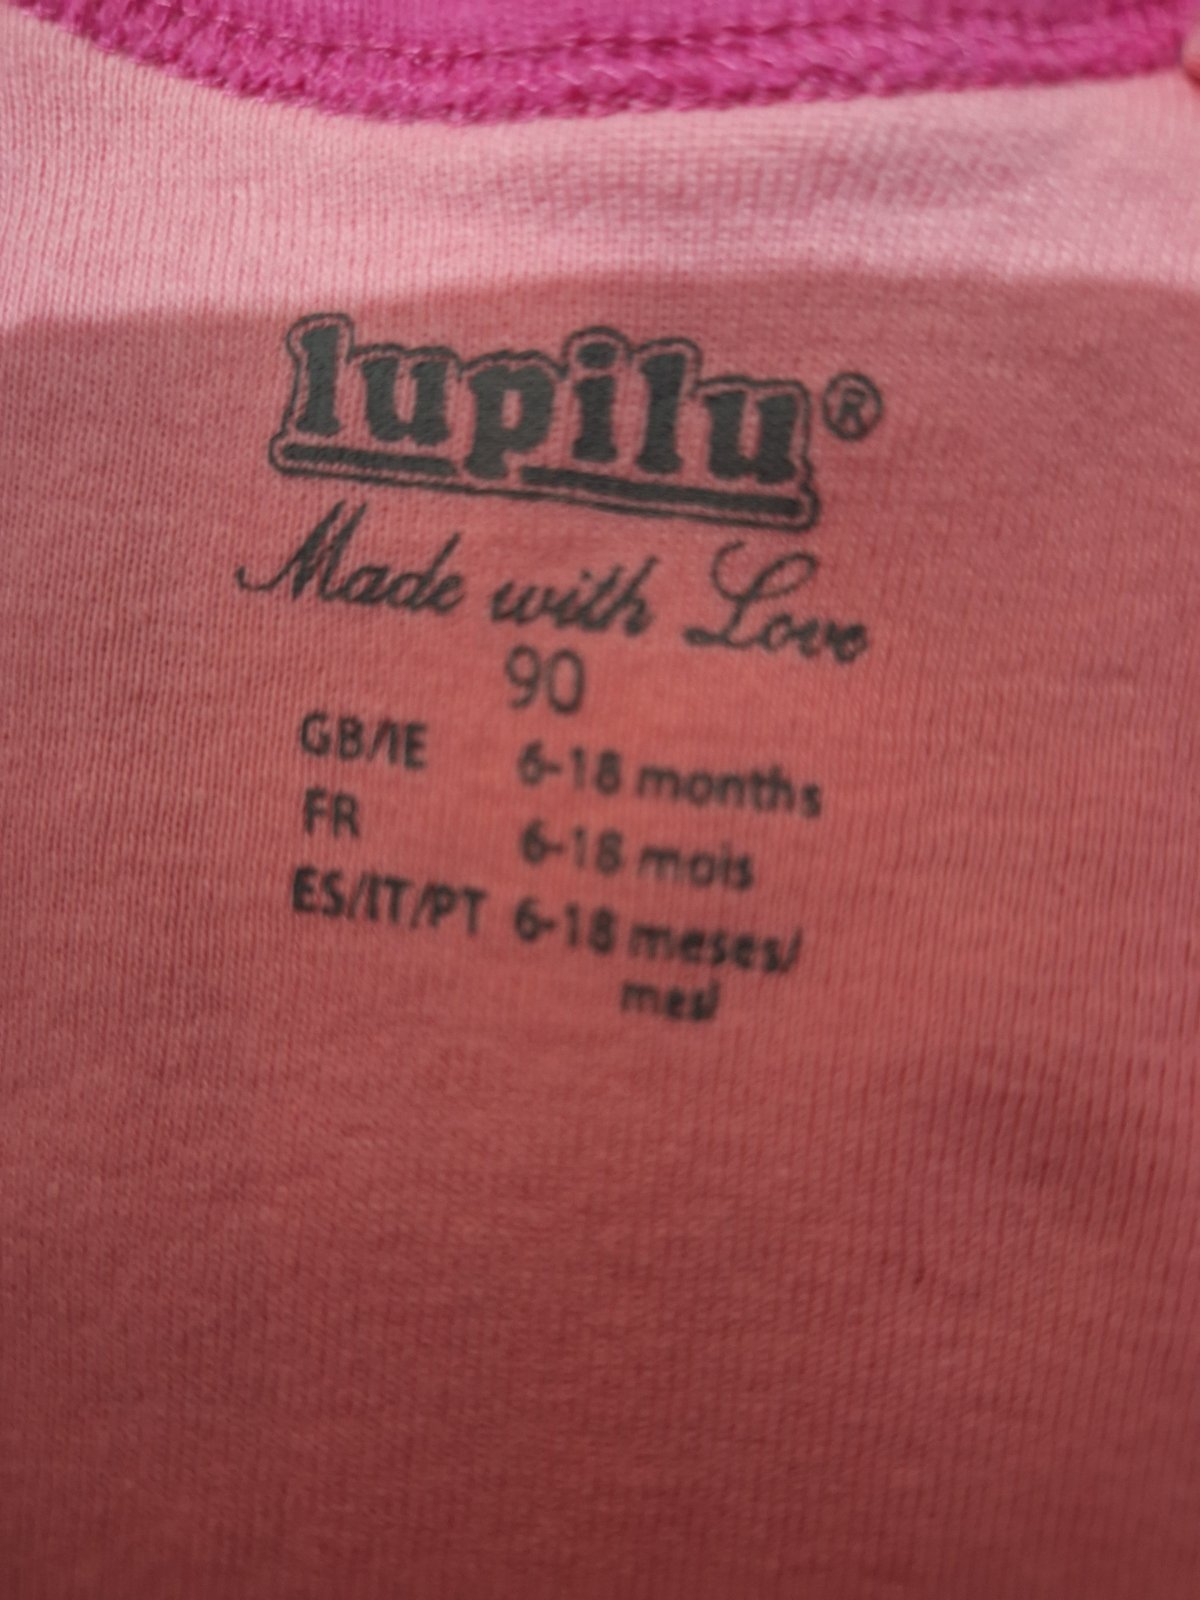 lupilu®
Made with Love
90
GB/IE 6-18 months
FR 6-18 mois
ES/IT/PT 6-18 meses/
mesi